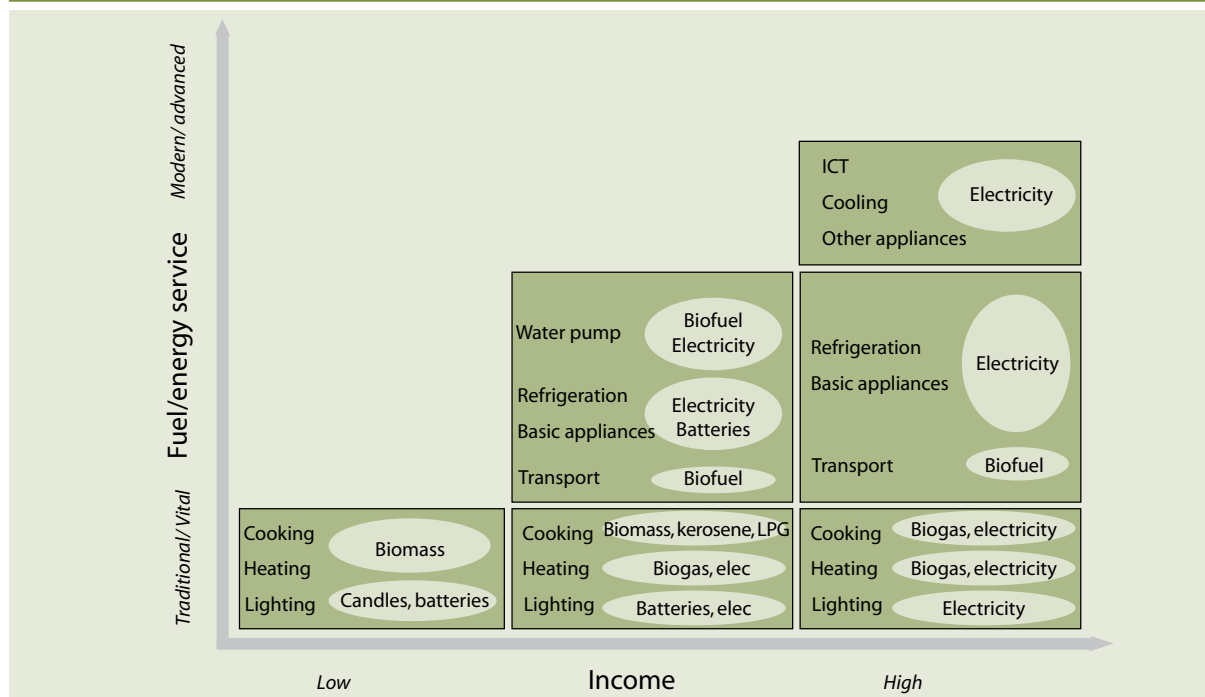 Modern/ advanced
Fuel/energy service
Traditional/ Vital
ICT
Cooling
Other appliances
Electricity
Water pump
Biofuel
Electricity
Refrigeration
Basic appliances
Electricity
Batteries
Transport
Biofuel
Refrigeration
Basic appliances
Electricity
Transport
Biofuel
Cooking
Heating
Biomass
Lighting
Candles, batteries
Cooking
Biomass, kerosene, LPG
Heating
Biogas, elec
Lighting
Batteries, elec
Cooking
Biogas, electricity
Heating
Biogas, electricity
Lighting
Electricity
Low
Income
High